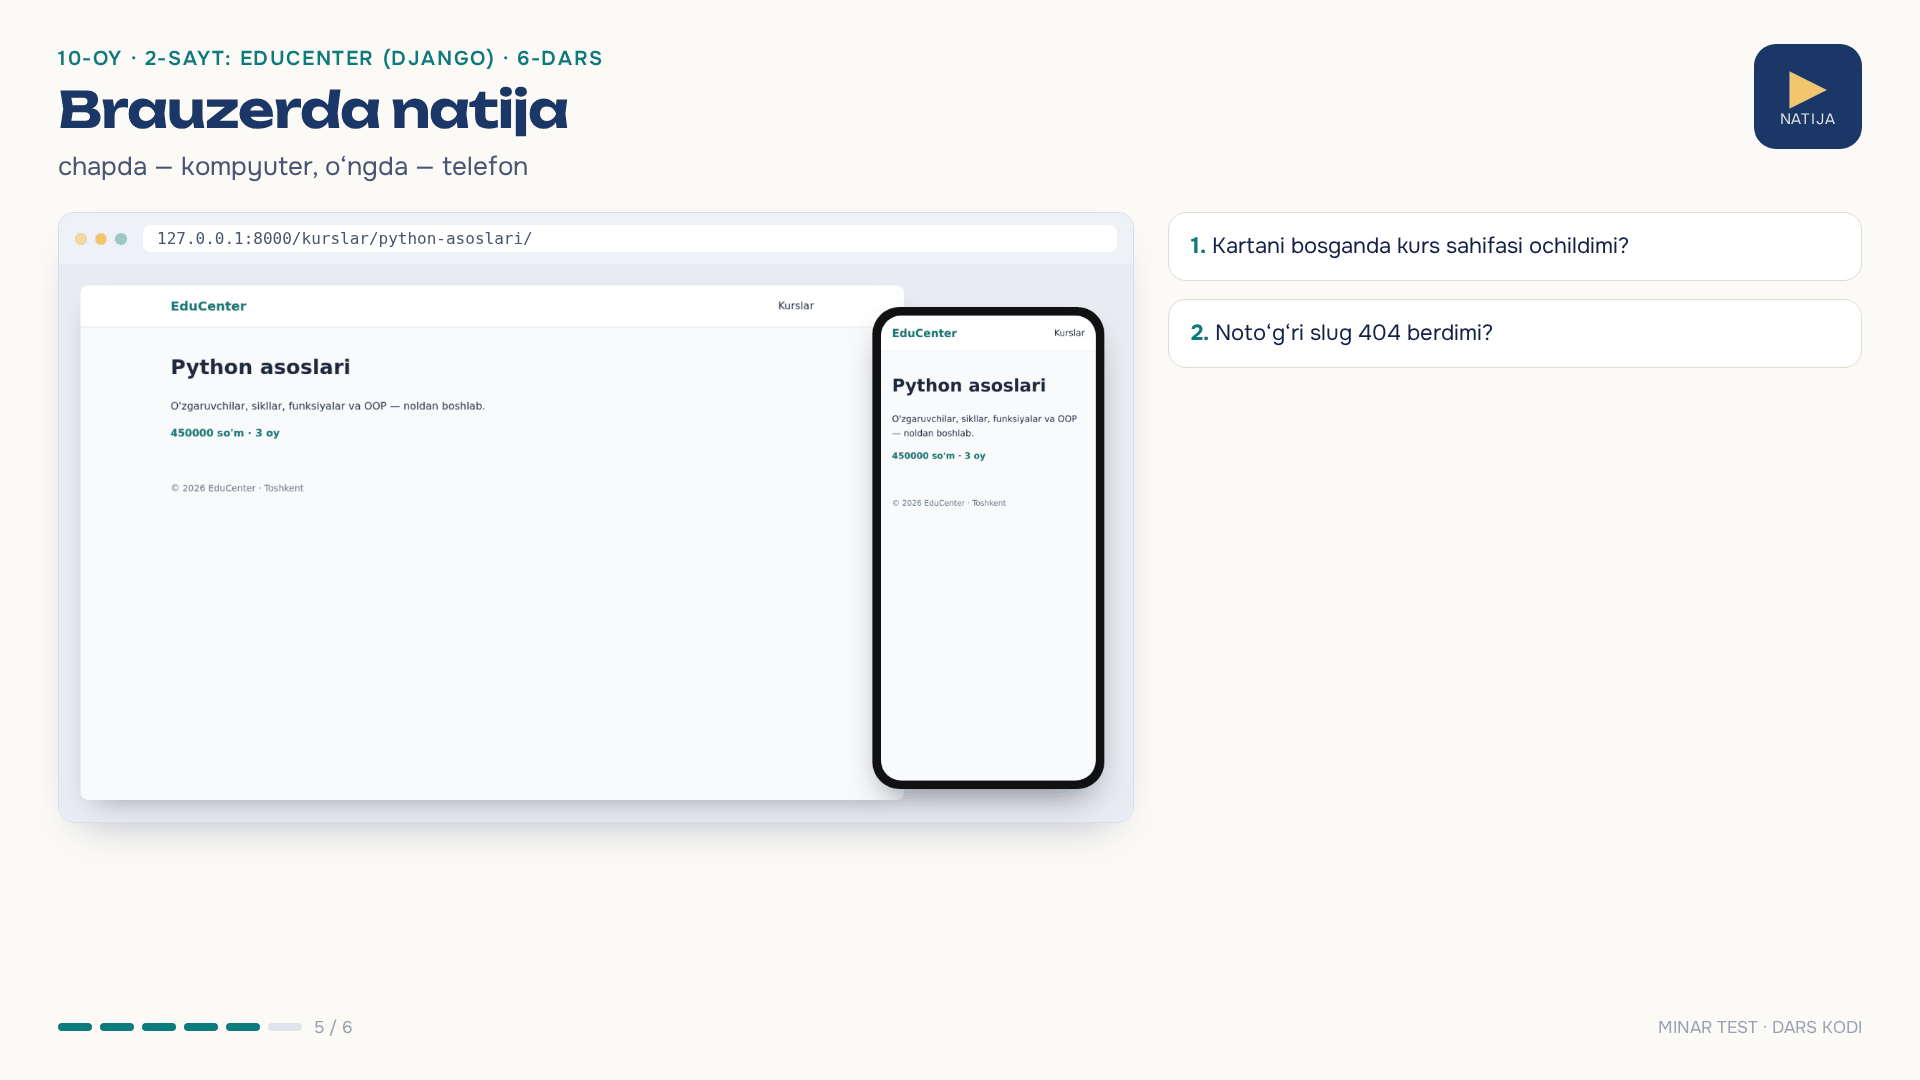 10-OY · 2-SAYT: EDUCENTER (DJANGO) · 6-DARS
Brauzerda natija
chapda — kompyuter, o‘ngda — telefon
NATIJA
127.0.0.1:8000/kurslar/python-asoslari/
EduCenter
Kurslar
Python asoslari
O'zgaruvchilar, sikllar, funksiyalar va OOP — noldan boshlab.
450000 so'm · 3 oy
© 2026 EduCenter · Toshkent
EduCenter
Kurslar
Python asoslari
O'zgaruvchilar, sikllar, funksiyalar va OOP
— noldan boshlab.
450000 so'm · 3 oy
© 2026 EduCenter · Toshkent
1. Kartani bosganda kurs sahifasi ochildimi?
2. Noto‘g‘ri slug 404 berdimi?
5 / 6
MINAR TEST · DARS KODI